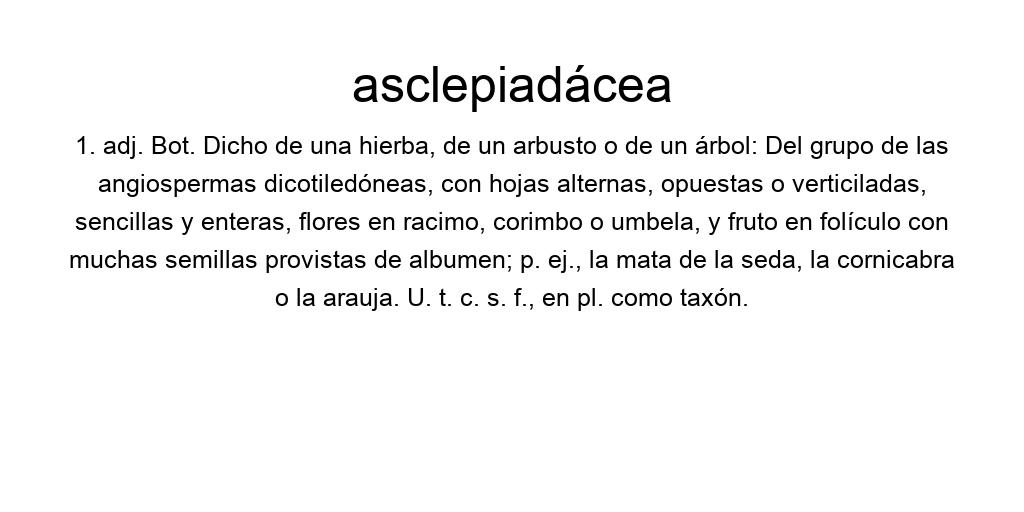 asclepiadácea
1. adj. Bot. Dicho de una hierba, de un arbusto o de un árbol: Del grupo de las
angiospermas dicotiledóneas, con hojas alternas, opuestas o verticiladas,
sencillas y enteras, flores en racimo, corimbo o umbela, y fruto en folículo con
muchas semillas provistas de albumen; p. ej., la mata de la seda, la cornicabra
o la arauja. U. t. c. s. f., en pl. como taxón.